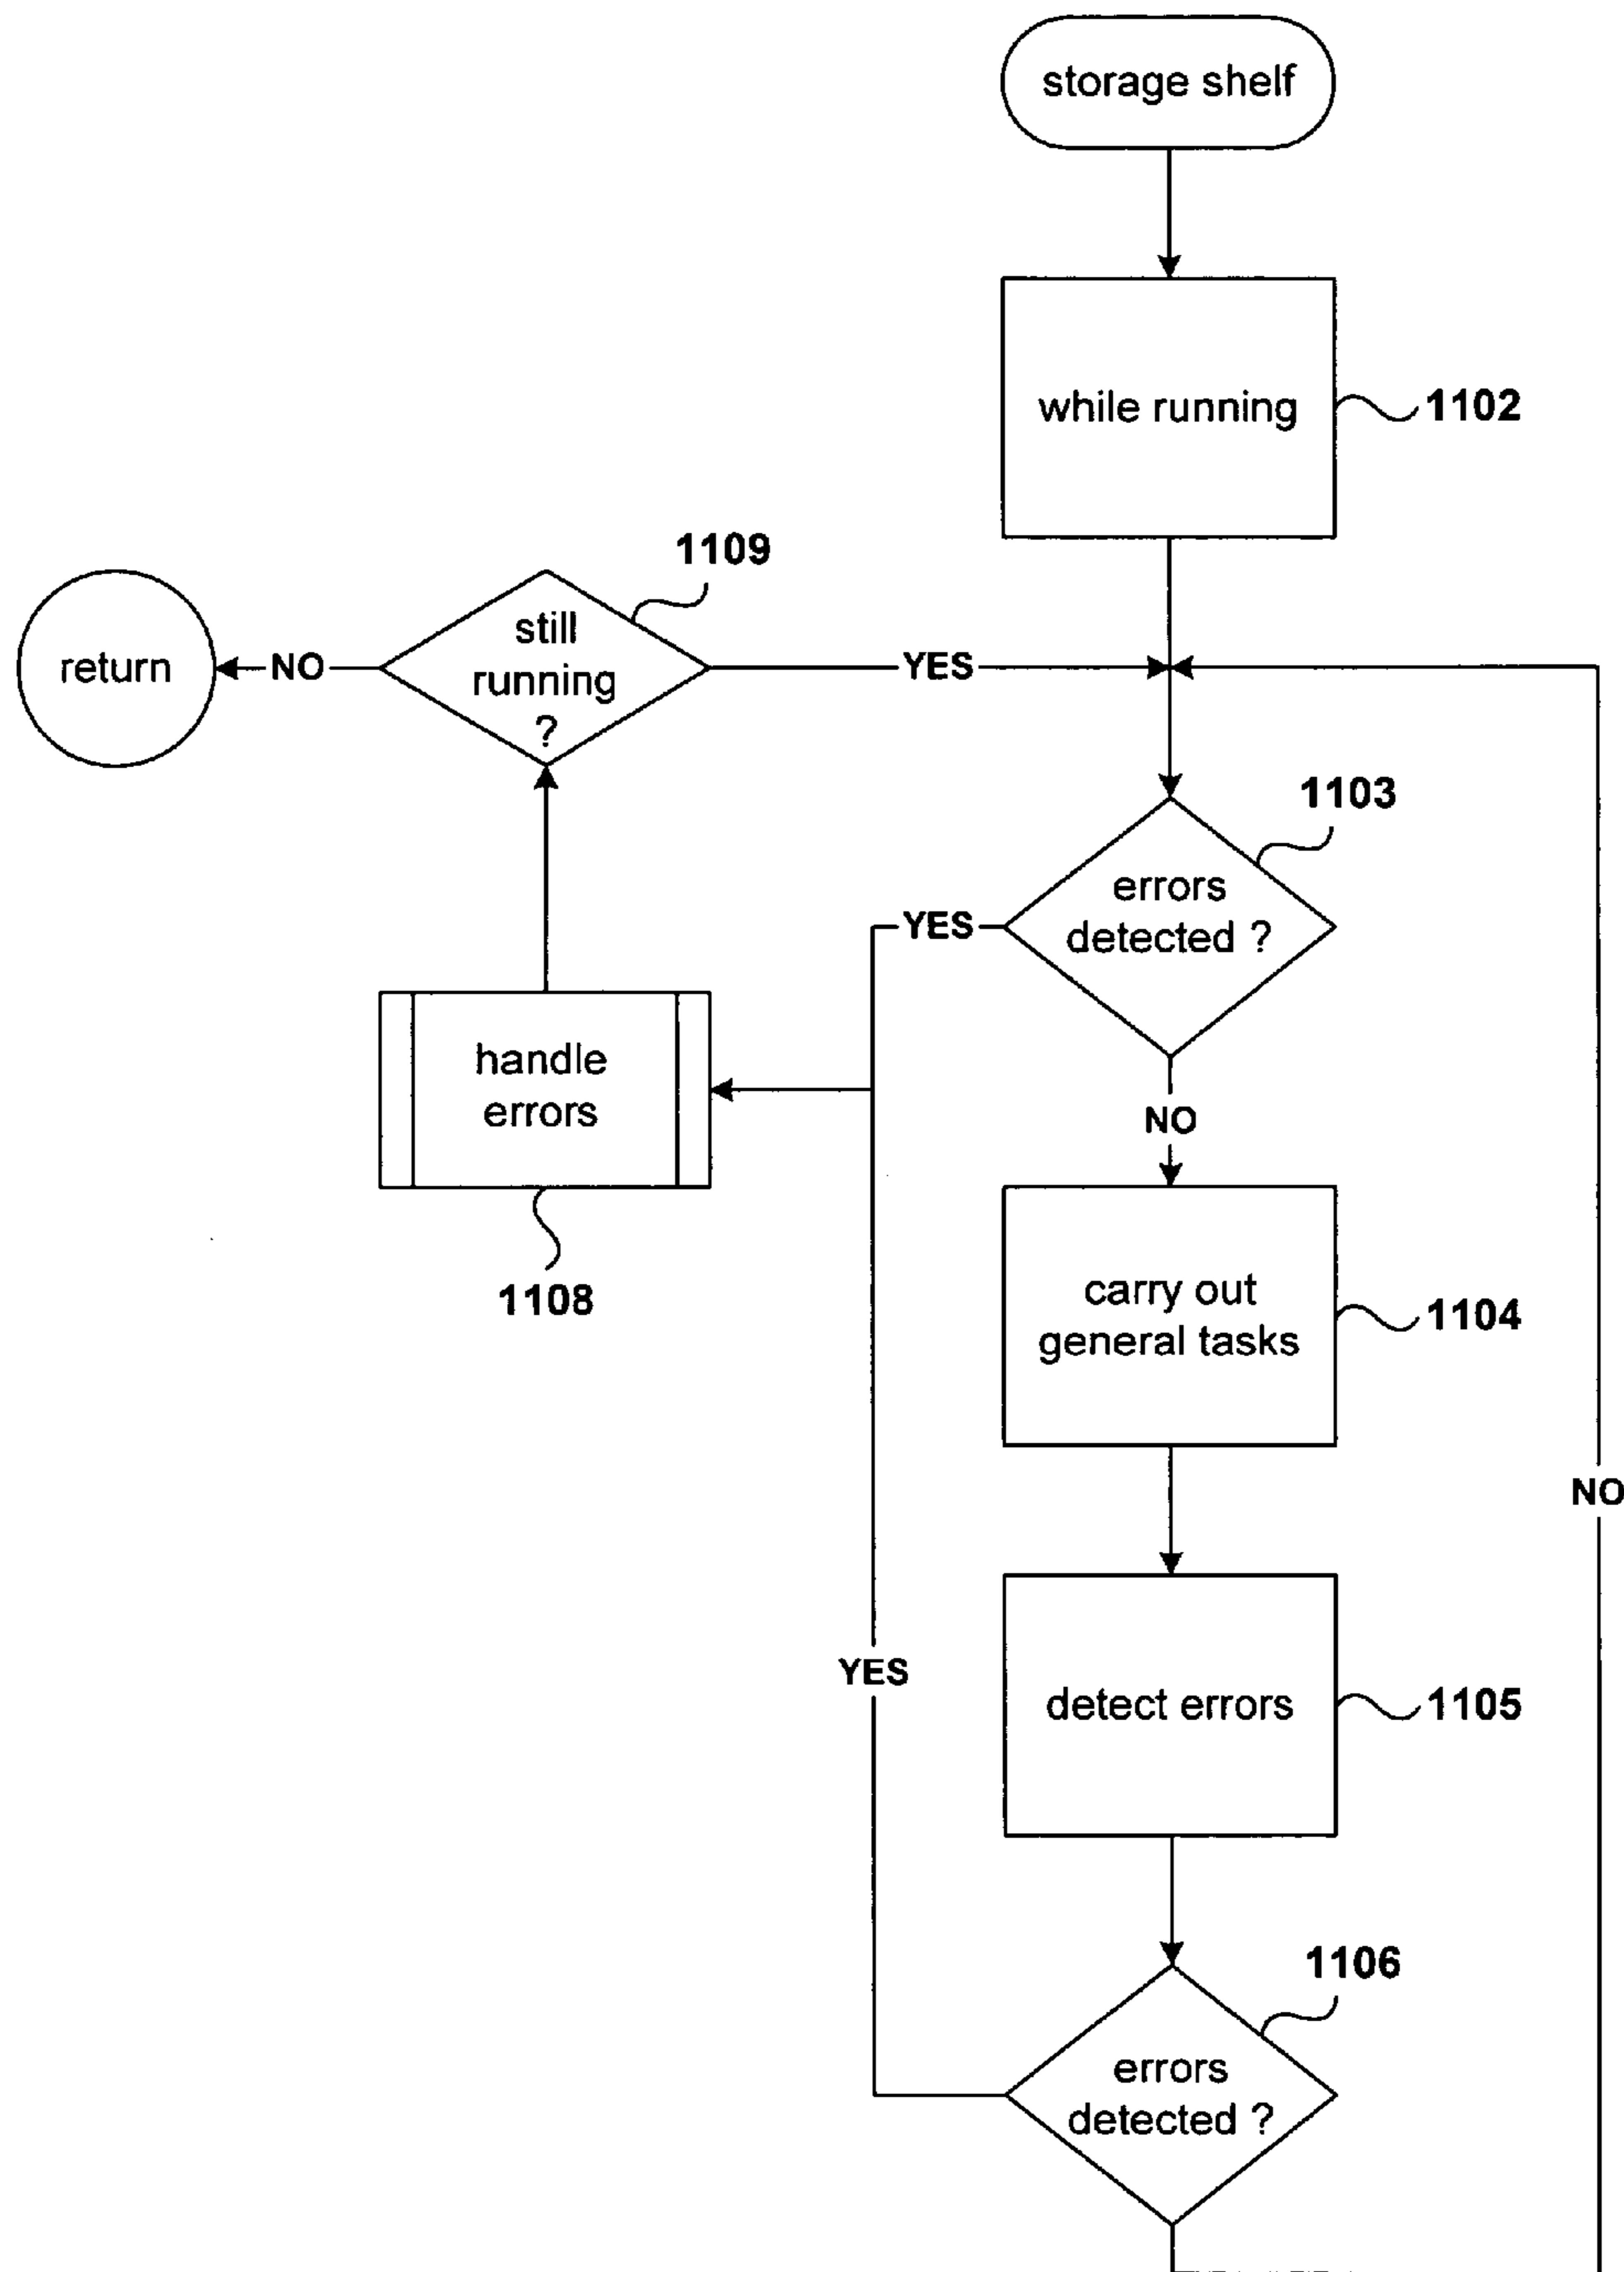 storage shelf
while running
1102
1109
still
running
?
return
NO
YES
1103
errors
detected ?
YES
handle
errors
NO
1108
carry out
general tasks
1104
NO
YES
detect errors
1105
1106
errors
detected ?